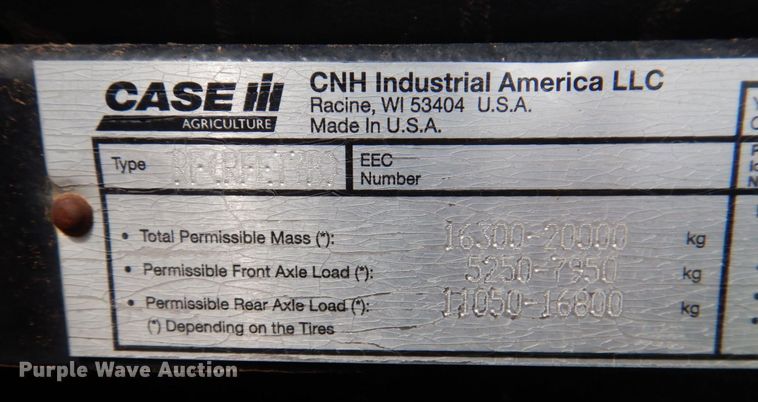 CASE IH
AGRICULTURE
CNH Industrial America LLC
Racine, WI 53404 U.S.A.
Made In U.S.A.
Type
EEC
Number
• Total Permissible Mass (*): 16300-20000 kg
• Permissible Front Axle Load (*): 5250-7950 kg
• Permissible Rear Axle Load (*): 11050-16800 kg
(*) Depending on the Tires
Purple Wave Auction